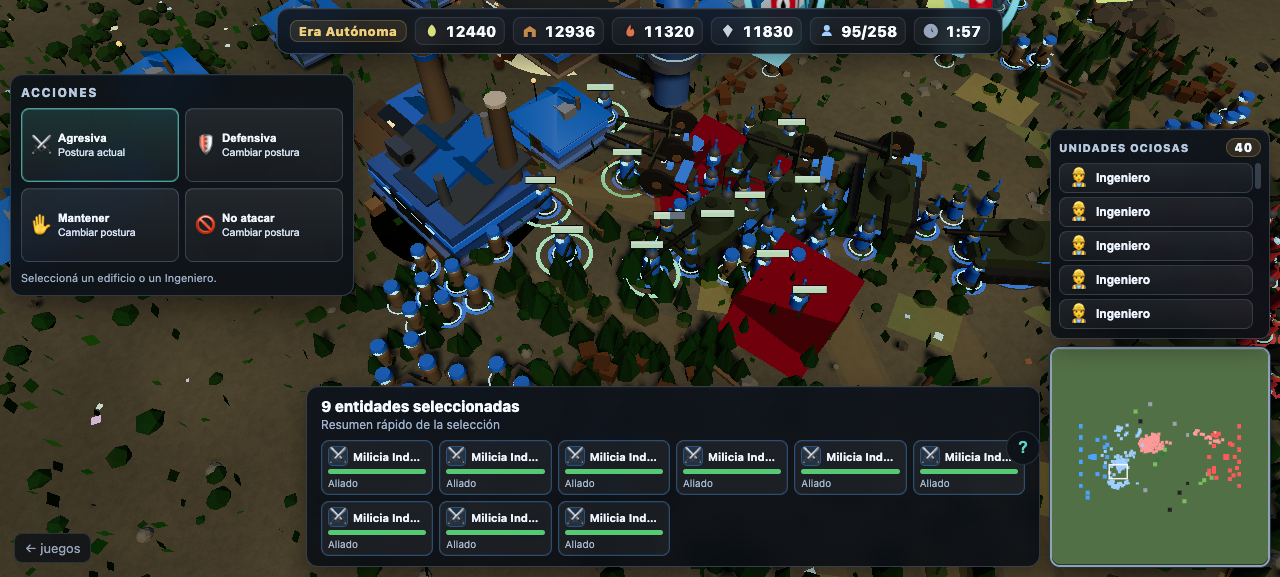 Era Autónoma
12440
12936
11320
11830
95/258
1:57
ACCIONES
Agresiva
Postura actual
Defensiva
Cambiar postura
Mantener
Cambiar postura
No atacar
Cambiar postura
Seleccioná un edificio o un Ingeniero.
UNIDADES OCIOSAS
40
Ingeniero
Ingeniero
Ingeniero
Ingeniero
Ingeniero
9 entidades seleccionadas
Resumen rápido de la selección
Milicia Ind...
Aliado
Milicia Ind...
Aliado
Milicia Ind...
Aliado
Milicia Ind...
Aliado
Milicia Ind...
Aliado
Milicia Ind...
Aliado
Milicia Ind...
Aliado
Milicia Ind...
Aliado
Milicia Ind...
Aliado
?
← juegos